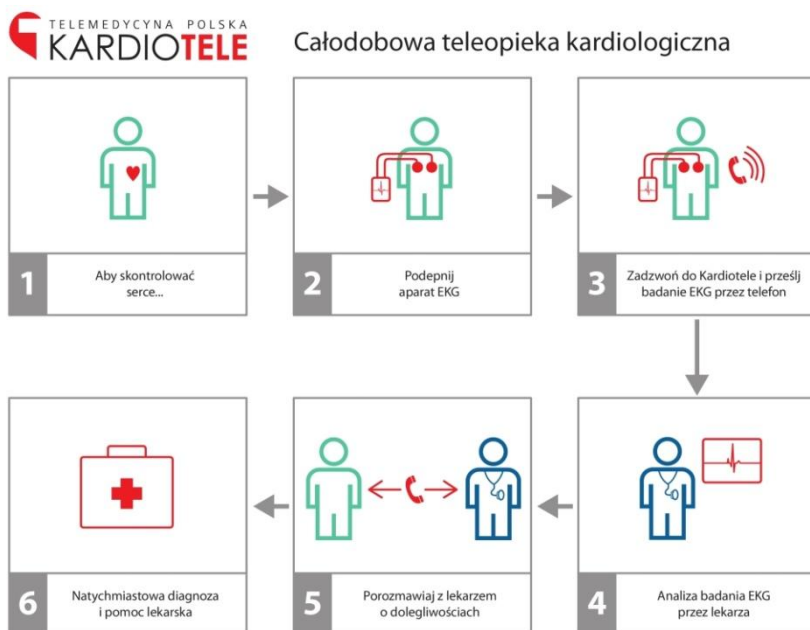 TELEMEDYCYNA POLSKA
KARDIOTELE
Całodobowa teleopieka kardiologiczna
1
Aby skontrolować
serce...
2
Podepnij
aparat EKG
3
Zadzwoń do Kardiotele i prześlj
badanie EKG przez telefon
4
Analiza badania EKG
przez lekarza
5
Porozmawiaj z lekarzem
o dolegliwościach
6
Natychmiastowa diagnoza
i pomoc lekarska